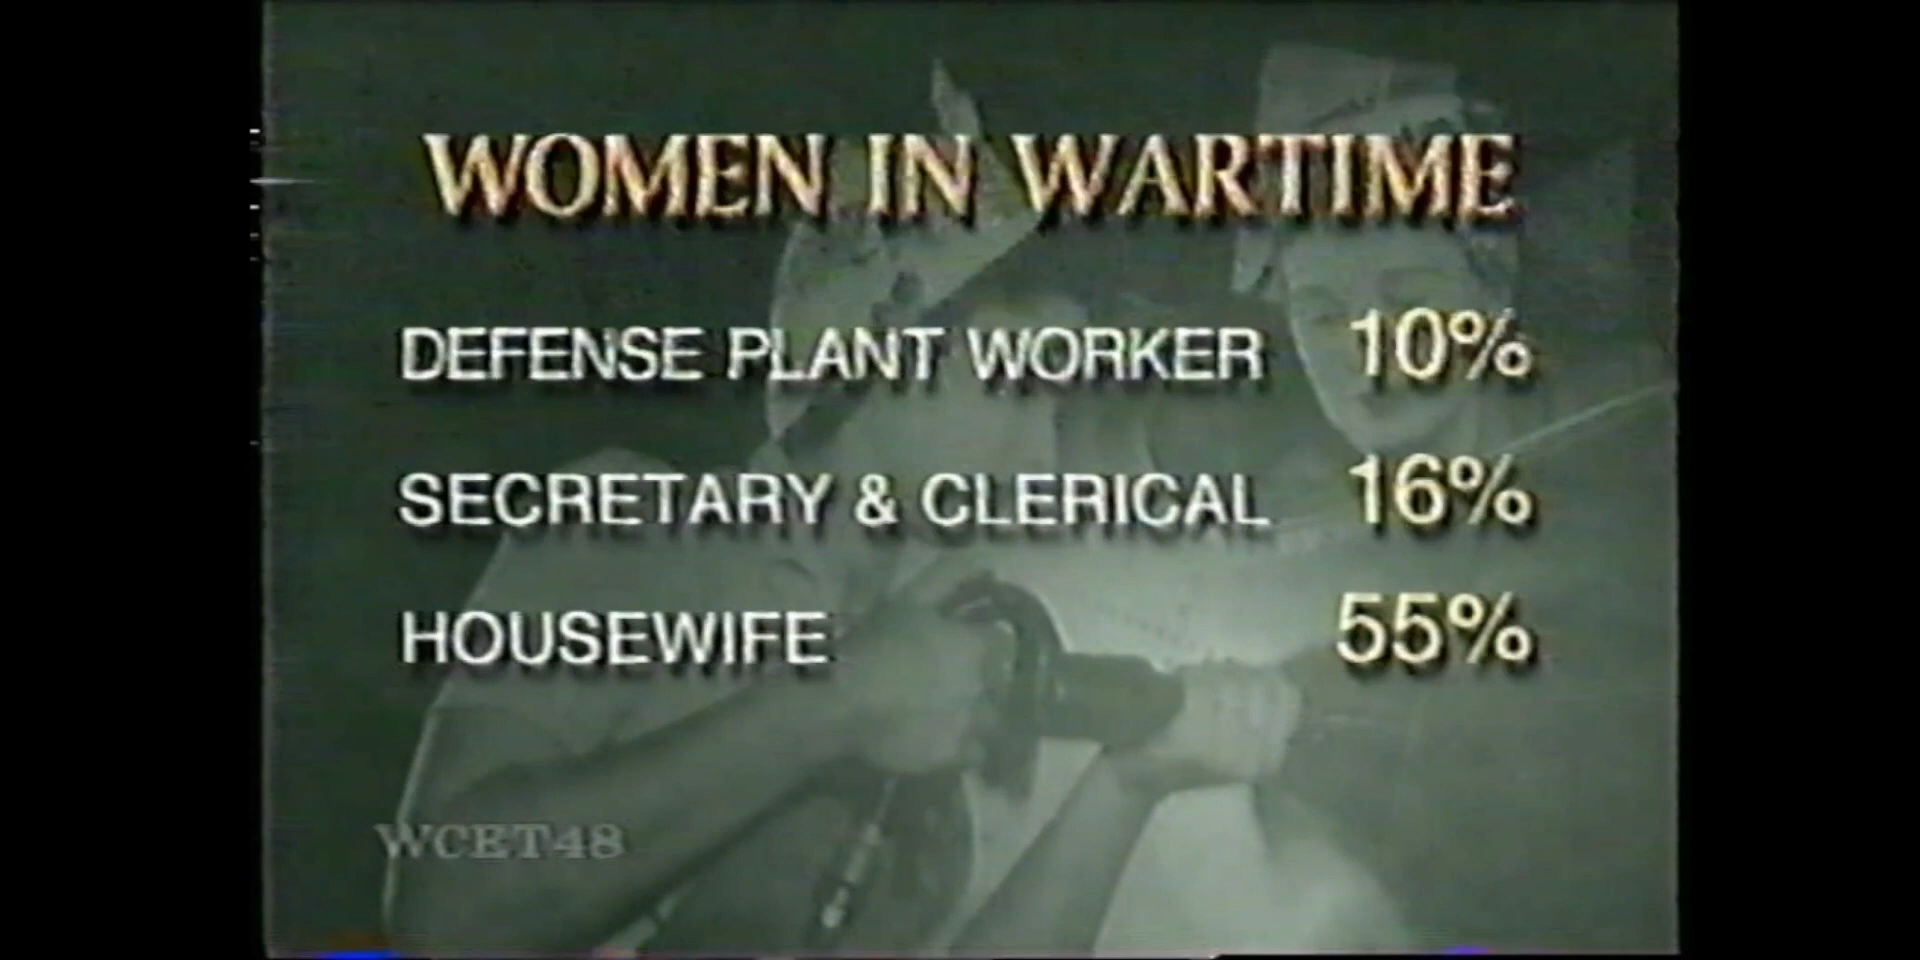 WOMEN IN WARTIME
DEFENSE PLANT WORKER 10%
SECRETARY & CLERICAL 16%
HOUSEWIFE 55%
WCET48